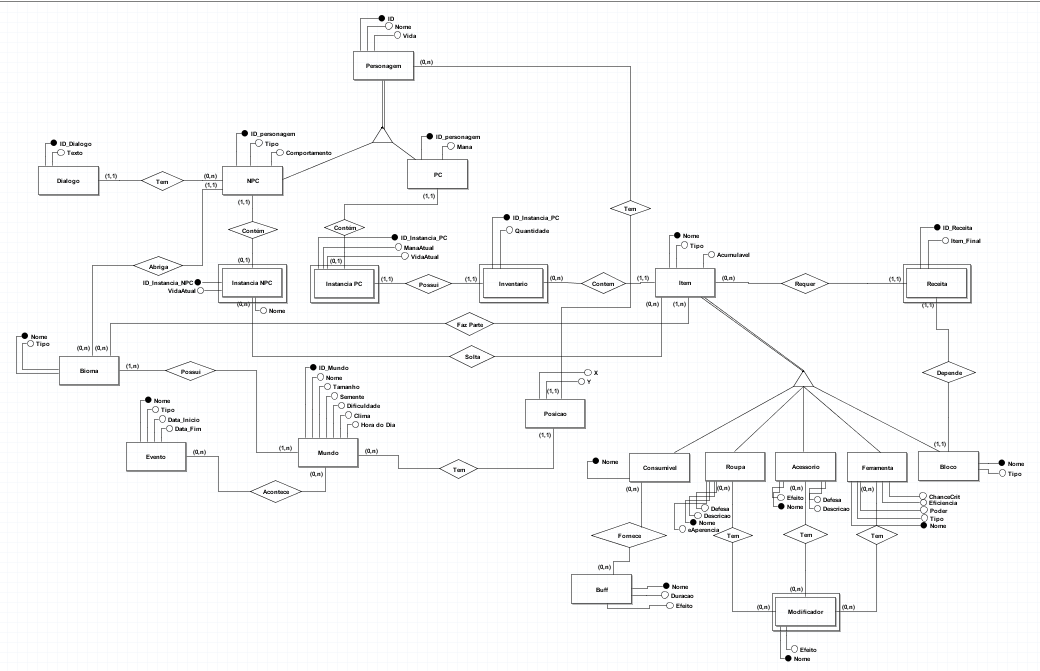 ID
Nome
Vida
Personagem
(0,n)
ID_Dialogo
Texto
Dialogo
(1,1)
Tem
(0,n)
(1,1)
ID_personagem
Tipo
Comportamento
NPC
(1,1)
ID_personagem
Mana
PC
(1,1)
Tem
Contém
Contém
Abriga
(0,1)
ID_Instancia_NPC
VidaAtual
Instancia NPC
(0,n)
Nome
ID_Instancia_PC
ManaAtual
VidaAtual
(0,1)
Instancia PC
(1,1)
Possui
(1,1)
ID_Instancia_PC
Quantidade
Inventario
(0,n)
Contem
(1,1)
Nome
Tipo
Acumulavel
Item
(0,n)
(0,n)
(1,n)
Requer
(0,n)
ID_Receita
Item_Final
Receita
(1,1)
Faz Parte
Solta
Nome
Tipo
(0,n)
(0,n)
Bioma
(1,n)
Possui
ID_Mundo
Nome
Tamanho
Semente
Dificuldade
Clima
Hora do Dia
(1,n)
Mundo
(0,n)
(0,n)
X
Y
(1,1)
Posicao
(1,1)
Tem
Depende
(1,1)
Nome
Tipo
Data_Inicio
Data_Fim
Evento
(0,n)
Acontece
Nome
Consumivel
(0,n)
Roupa
(0,n)
Defesa
Descricao
Nome
eAperencia
Acessorio
(0,n)
Efeito
Nome
Defesa
Descricao
Ferramenta
(0,n)
ChanceCrit
Eficiencia
Poder
Tipo
Nome
Bloco
Nome
Tipo
Fornece
Tem
Tem
Tem
(0,n)
Buff
Nome
Duracao
Efeito
(0,n)
(0,n)
(0,n)
Modificador
Efeito
Nome